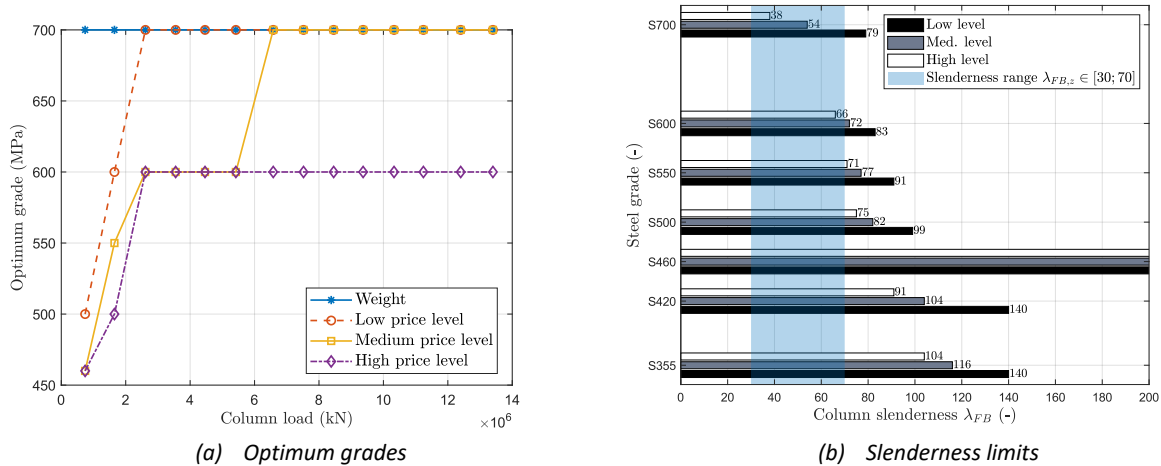 700
650
600
550
500
450
Optimum grade (MPa)
Weight
Low price level
Medium price level
High price level
0 2 4 6 8 10 12 14
Column load (kN)
×10⁶
(a) Optimum grades
S700
S600
S550
S500
S460
S420
S355
Steel grade (-)
38
54
79
66
72
83
71
77
91
75
82
99
91
104
140
104
116
140
Low level
Med. level
High level
Slenderness range λFB,z ∈ [30; 70]
0 20 40 60 80 100 120 140 160 180 200
Column slenderness λFB (-)
(b) Slenderness limits